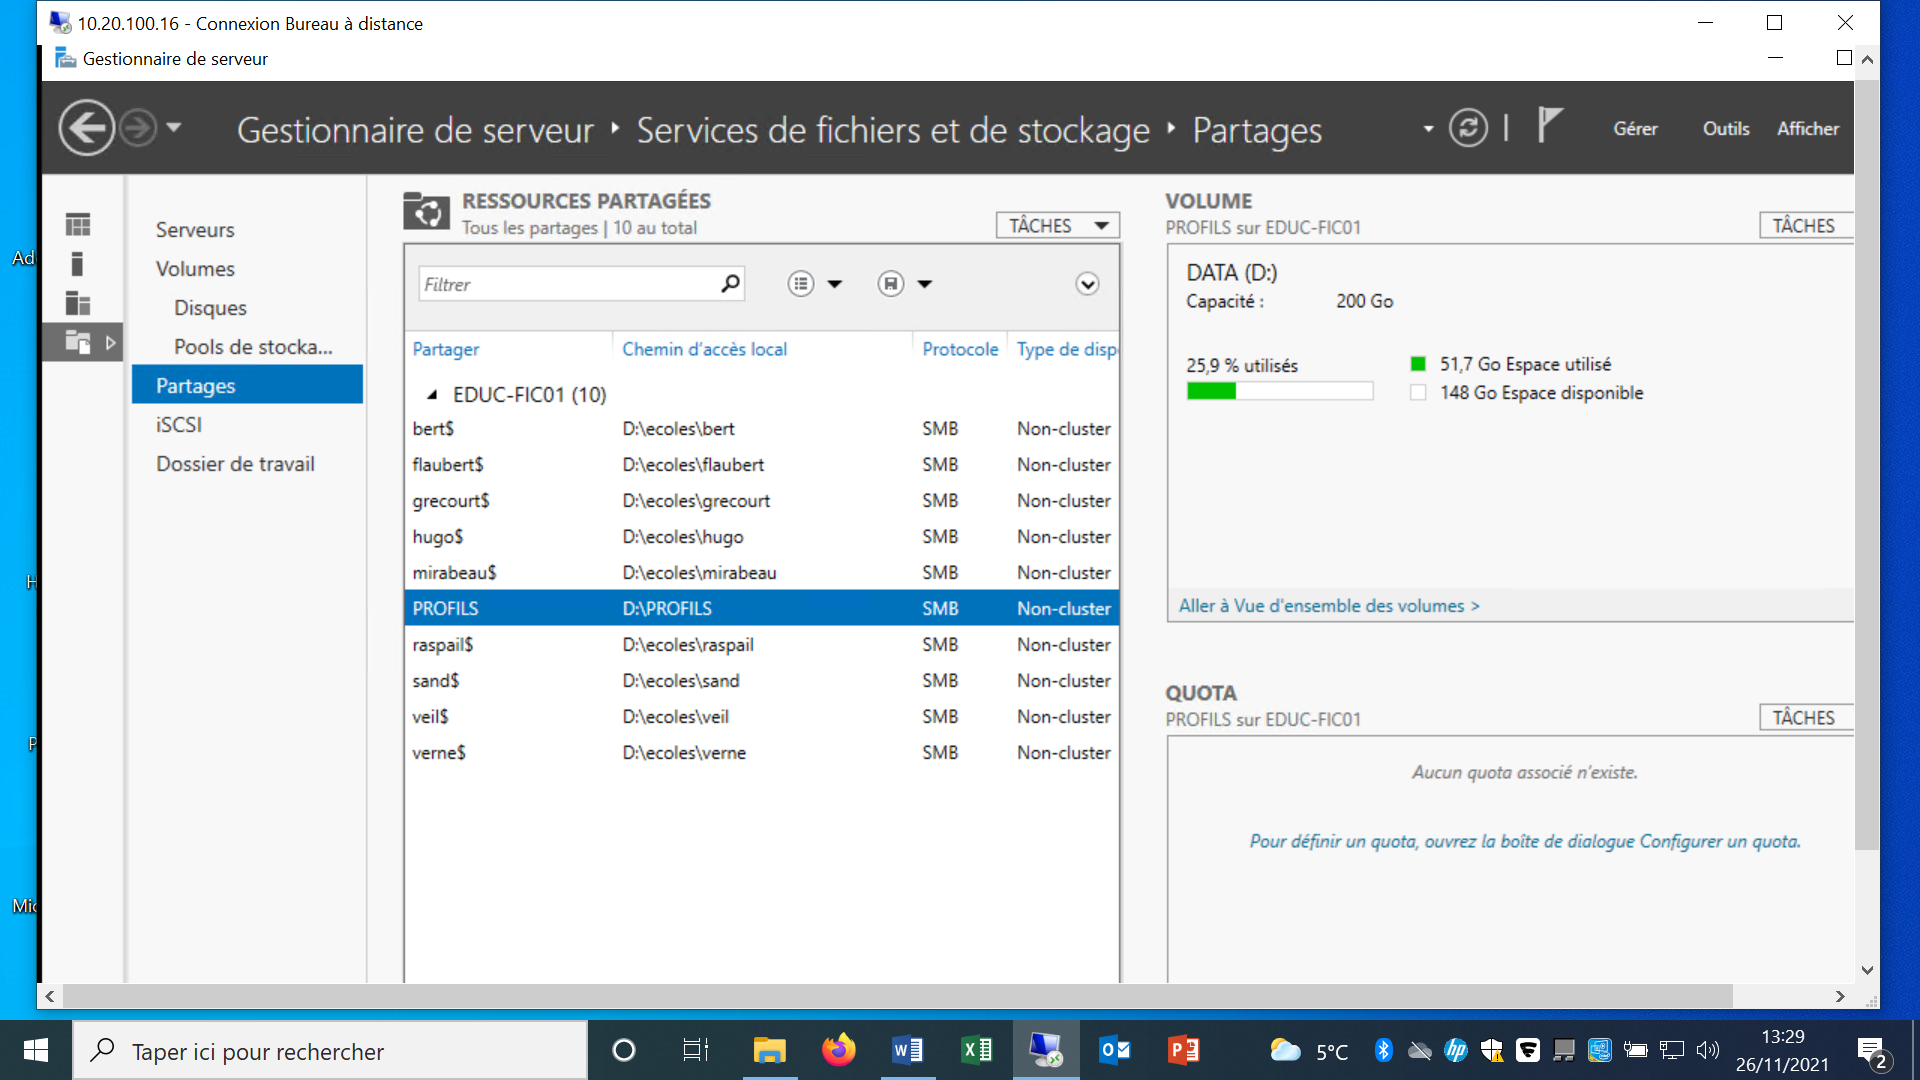 10.20.100.16 - Connexion Bureau à distance
Gestionnaire de serveur
Gestionnaire de serveur ‣ Services de fichiers et de stockage ‣ Partages
Gérer
Outils
Afficher
Serveurs
Volumes
Disques
Pools de stocka...
Partages
iSCSI
Dossier de travail
RESSOURCES PARTAGÉES
Tous les partages | 10 au total
TÂCHES
Filtrer
Partager Chemin d'accès local Protocole Type de disp
EDUC-FIC01 (10)
bert$ D:\ecoles\bert SMB Non-cluster
flaubert$ D:\ecoles\flaubert SMB Non-cluster
grecourt$ D:\ecoles\grecourt SMB Non-cluster
hugo$ D:\ecoles\hugo SMB Non-cluster
mirabeau$ D:\ecoles\mirabeau SMB Non-cluster
PROFILS D:\PROFILS SMB Non-cluster
raspail$ D:\ecoles\raspail SMB Non-cluster
sand$ D:\ecoles\sand SMB Non-cluster
veil$ D:\ecoles\veil SMB Non-cluster
verne$ D:\ecoles\verne SMB Non-cluster
VOLUME
PROFILS sur EDUC-FIC01
TÂCHES
DATA (D:)
Capacité : 200 Go
25,9 % utilisés
51,7 Go Espace utilisé
148 Go Espace disponible
Aller à Vue d'ensemble des volumes >
QUOTA
PROFILS sur EDUC-FIC01
TÂCHES
Aucun quota associé n'existe.
Pour définir un quota, ouvrez la boîte de dialogue Configurer un quota.
Ad
H
P
Mic
Taper ici pour rechercher
5°C
13:29
26/11/2021
2